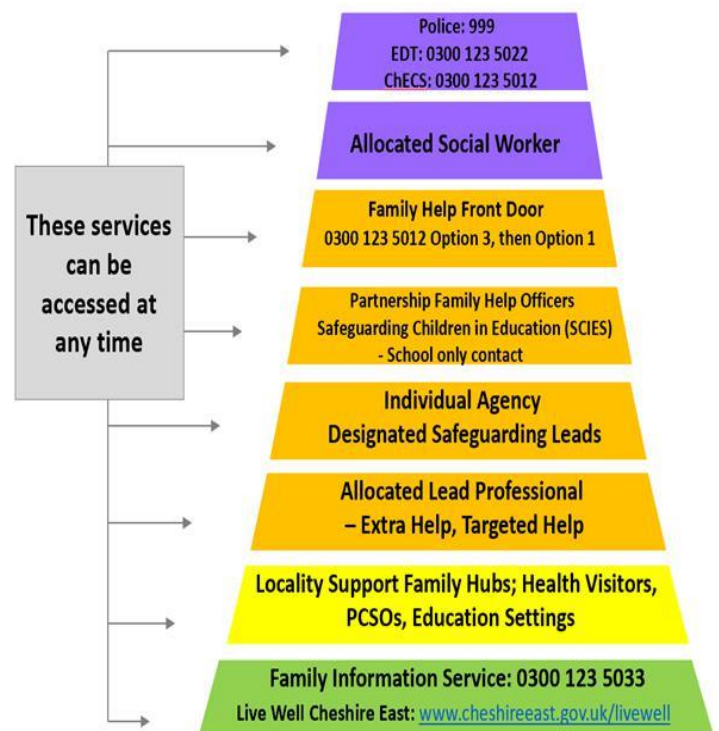 Police: 999
EDT: 0300 123 5022
ChECS: 0300 123 5012
Allocated Social Worker
These services
can be
accessed at
any time
Family Help Front Door
0300 123 5012 Option 3, then Option 1
Partnership Family Help Officers
Safeguarding Children in Education (SCIES)
- School only contact
Individual Agency
Designated Safeguarding Leads
Allocated Lead Professional
– Extra Help, Targeted Help
Locality Support Family Hubs; Health Visitors,
PCSOs, Education Settings
Family Information Service: 0300 123 5033
Live Well Cheshire East: www.cheshireeast.gov.uk/livewell